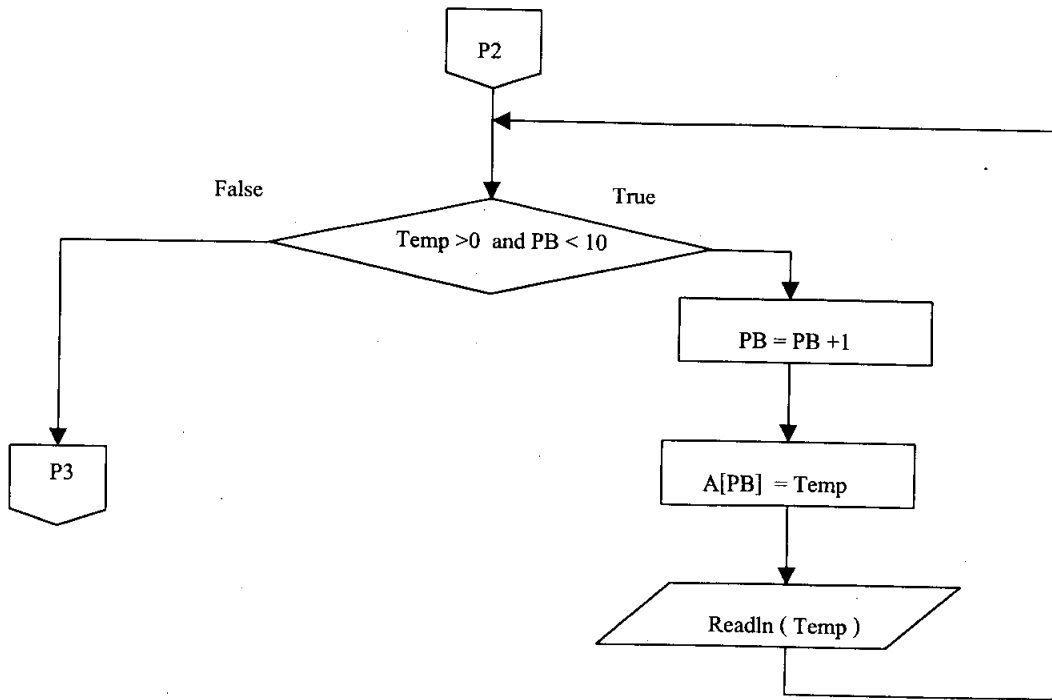 P2
False
True
Temp >0 and PB < 10
PB = PB +1
P3
A[PB] = Temp
Readln ( Temp )